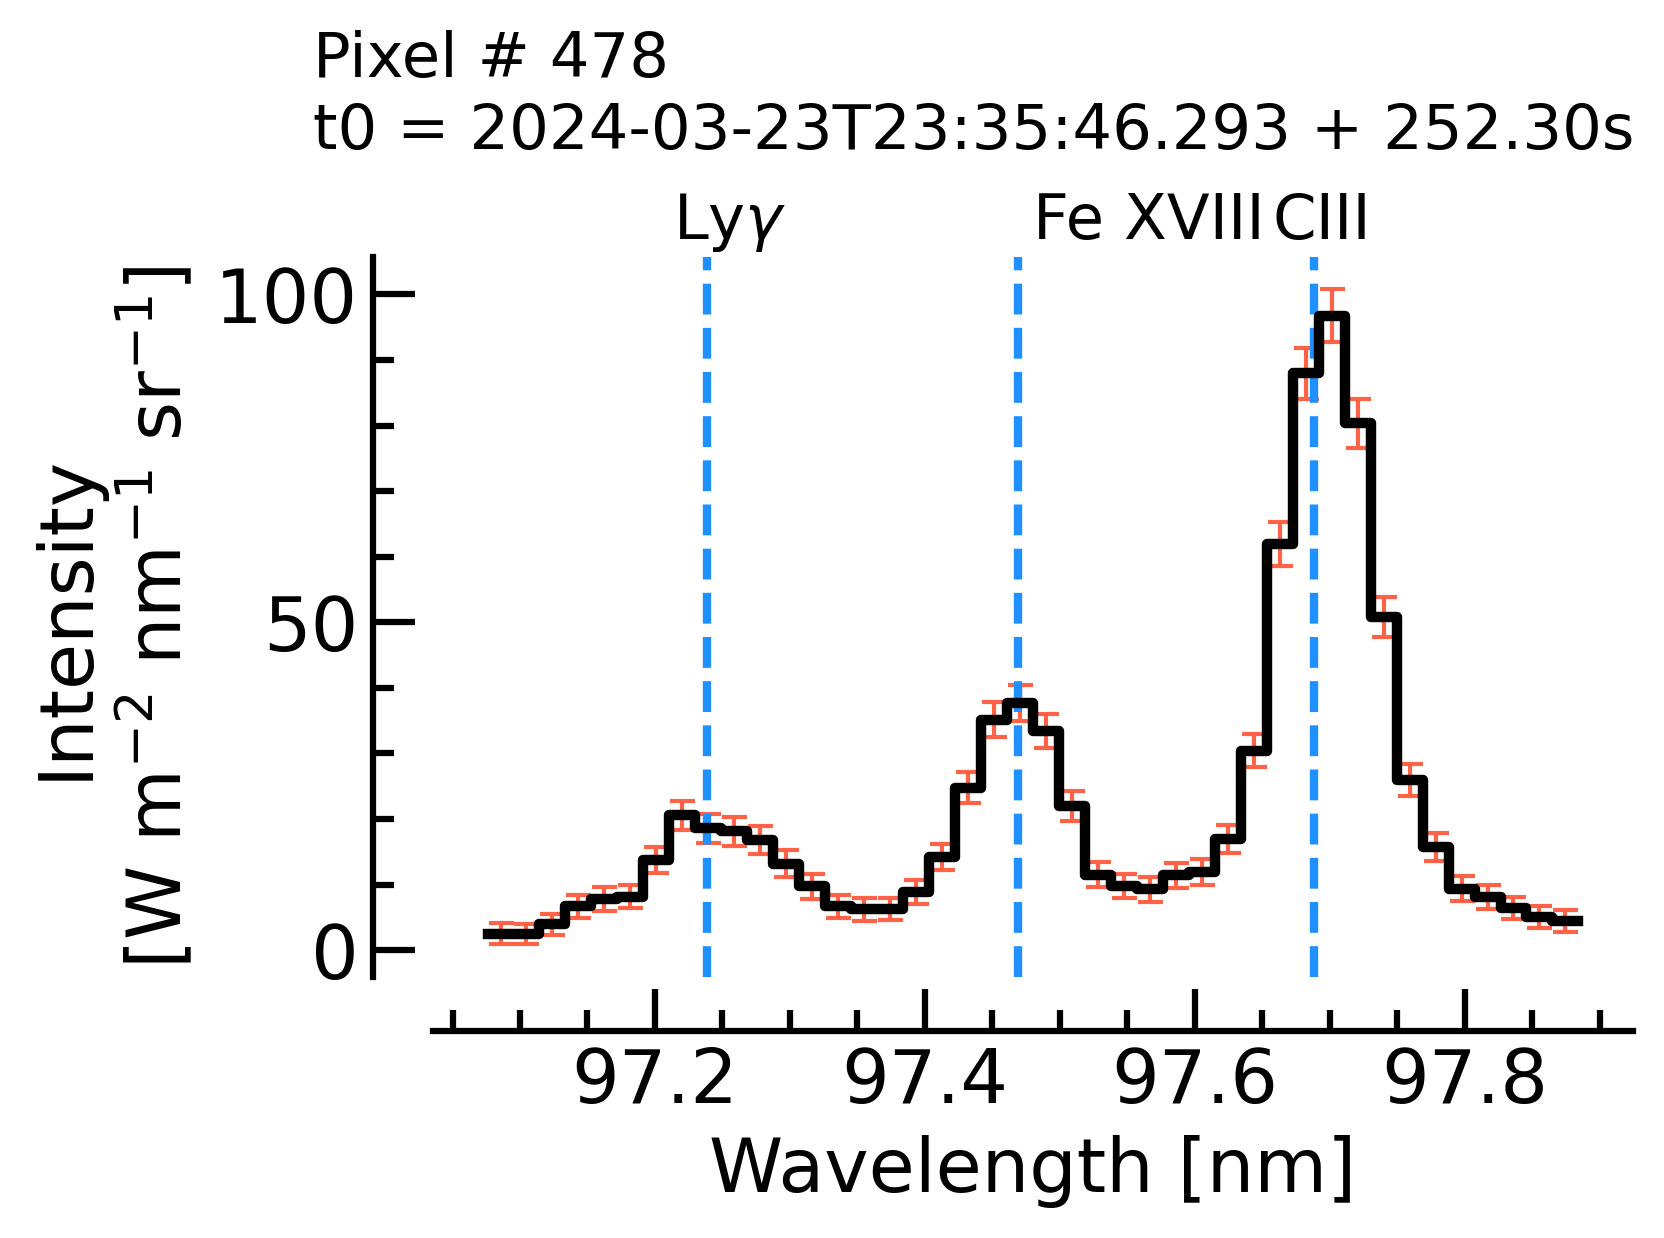 Pixel # 478
t0 = 2024-03-23T23:35:46.293 + 252.30s
Lyγ Fe XVIII CIII
Intensity
[W m⁻² nm⁻¹ sr⁻¹]
100
50
0
97.2 97.4 97.6 97.8
Wavelength [nm]